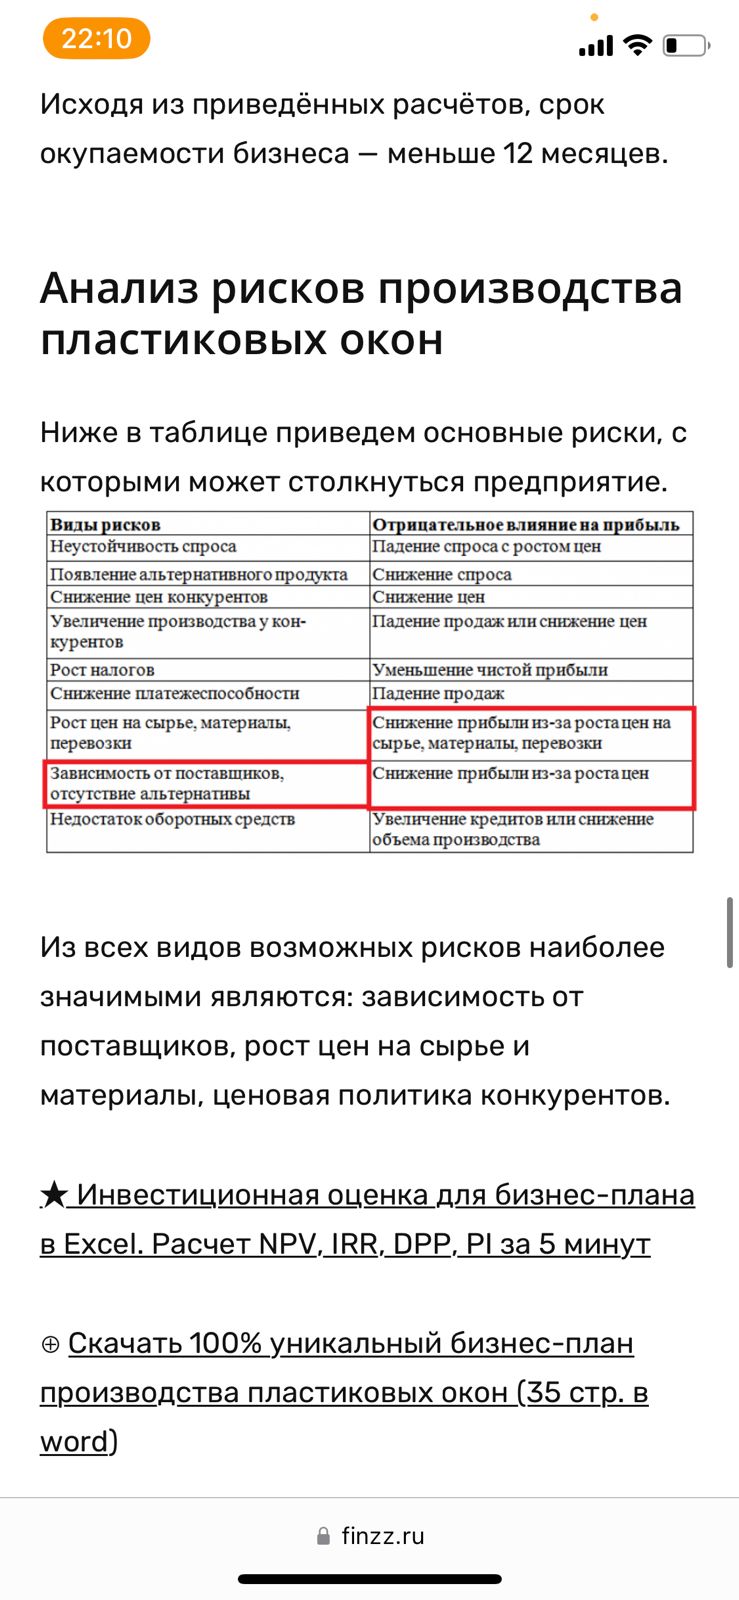 22:10
Исходя из приведённых расчётов, срок
окупаемости бизнеса — меньше 12 месяцев.
Анализ рисков производства
пластиковых окон
Ниже в таблице приведем основные риски, с
которыми может столкнуться предприятие.
Виды рисков Отрицательное влияние на прибыль
Неустойчивость спроса Падение спроса с ростом цен
Появление альтернативного продукта Снижение спроса
Снижение цен конкурентов Снижение цен
Увеличение производства у кон- Падение продаж или снижение цен
курентов
Рост налогов Уменьшение чистой прибыли
Снижение платежеспособности Падение продаж
Рост цен на сырье, материалы, Снижение прибыли из-за роста цен на
перевозки сырье, материалы, перевозки
Зависимость от поставщиков, Снижение прибыли из-за роста цен
отсутствие альтернативы
Недостаток оборотных средств Увеличение кредитов или снижение
объема производства
Из всех видов возможных рисков наиболее
значимыми являются: зависимость от
поставщиков, рост цен на сырье и
материалы, ценовая политика конкурентов.
★ Инвестиционная оценка для бизнес-плана
в Excel. Расчет NPV, IRR, DPP, PI за 5 минут
⊕ Скачать 100% уникальный бизнес-план
производства пластиковых окон (35 стр. в
word)
finzz.ru